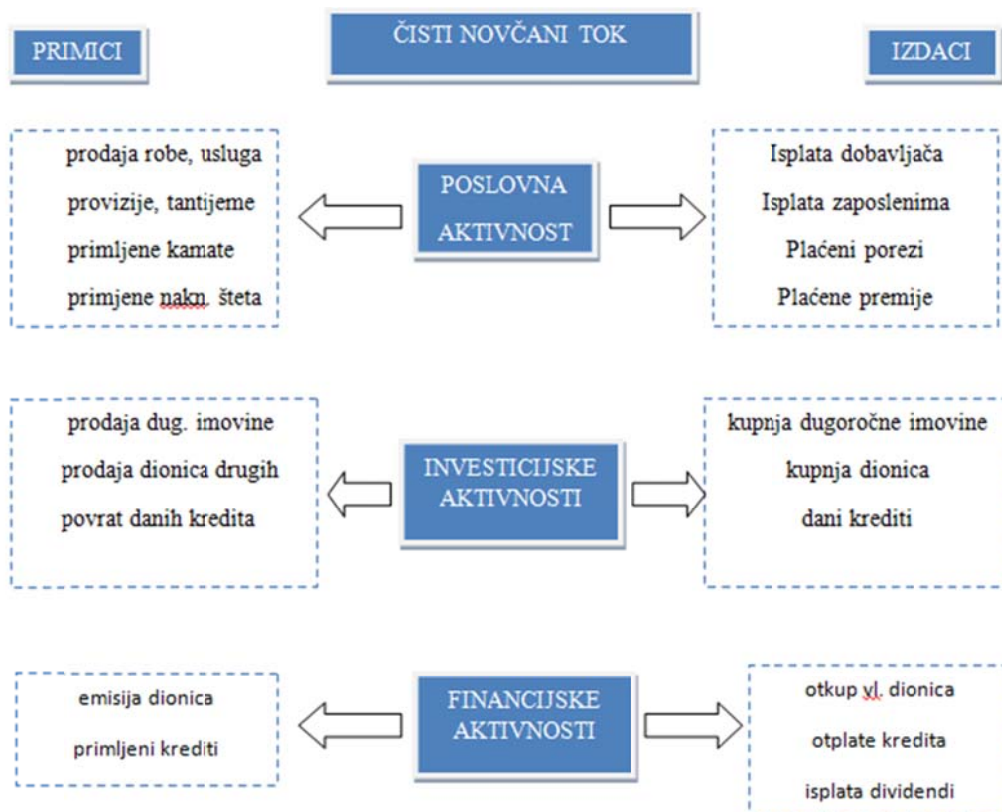 PRIMICI
ČISTI NOVČANI TOK
IZDACI
prodaja robe, usluga
provizije, tantijeme
primljene kamate
primjene nakn. šteta
POSLOVNA
AKTIVNOST
Isplata dobavljača
Isplata zaposlenima
Plaćeni porezi
Plaćene premije
prodaja dug. imovine
prodaja dionica drugih
povrat danih kredita
INVESTICIJSKE
AKTIVNOSTI
kupnja dugoročne imovine
kupnja dionica
dani krediti
emisija dionica
primljeni krediti
FINANCIJSKE
AKTIVNOSTI
otkup vl. dionica
otplate kredita
isplata dividendi